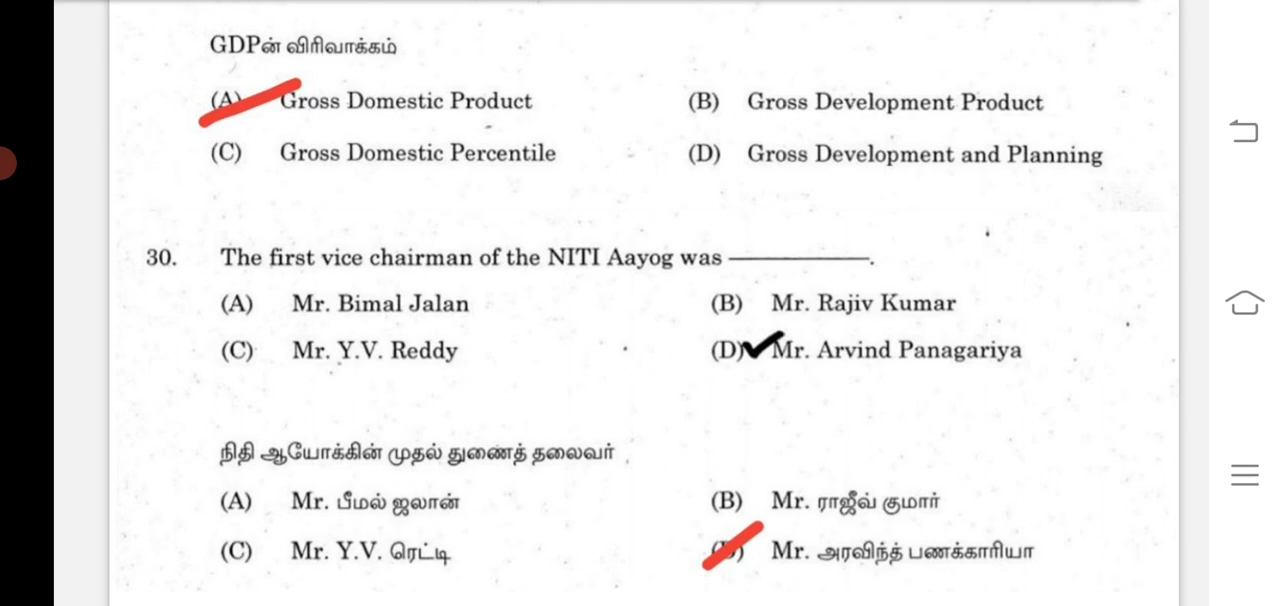 GDPன் விரிவாக்கம்
(A) Gross Domestic Product (B) Gross Development Product
(C) Gross Domestic Percentile (D) Gross Development and Planning
30. The first vice chairman of the NITI Aayog was ————.
(A) Mr. Bimal Jalan (B) Mr. Rajiv Kumar
(C) Mr. Y.V. Reddy (D) Mr. Arvind Panagariya
நிதி ஆயோக்கின் முதல் துணைத் தலைவர்
(A) Mr. பீமல் ஜலான் (B) Mr. ராஜீவ் குமார்
(C) Mr. Y.V. ரெட்டி (D) Mr. அரவிந்த் பணக்காரியா